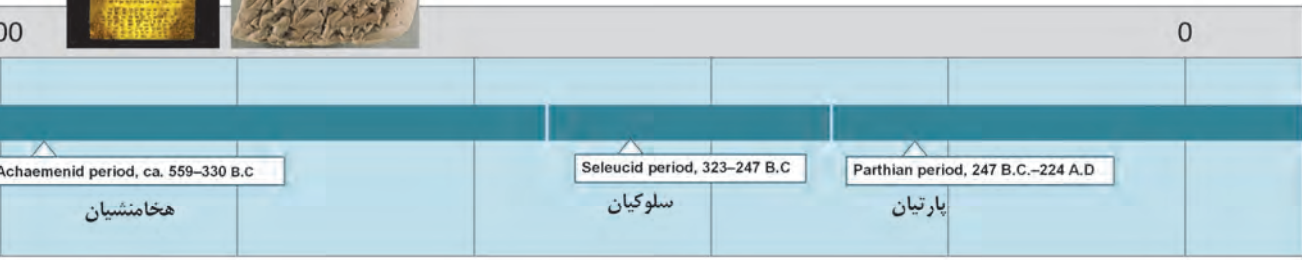 00
0
Achaemenid period, ca. 559–330 B.C
هخامنشیان
Seleucid period, 323–247 B.C
سلوکیان
Parthian period, 247 B.C.–224 A.D
پارتیان